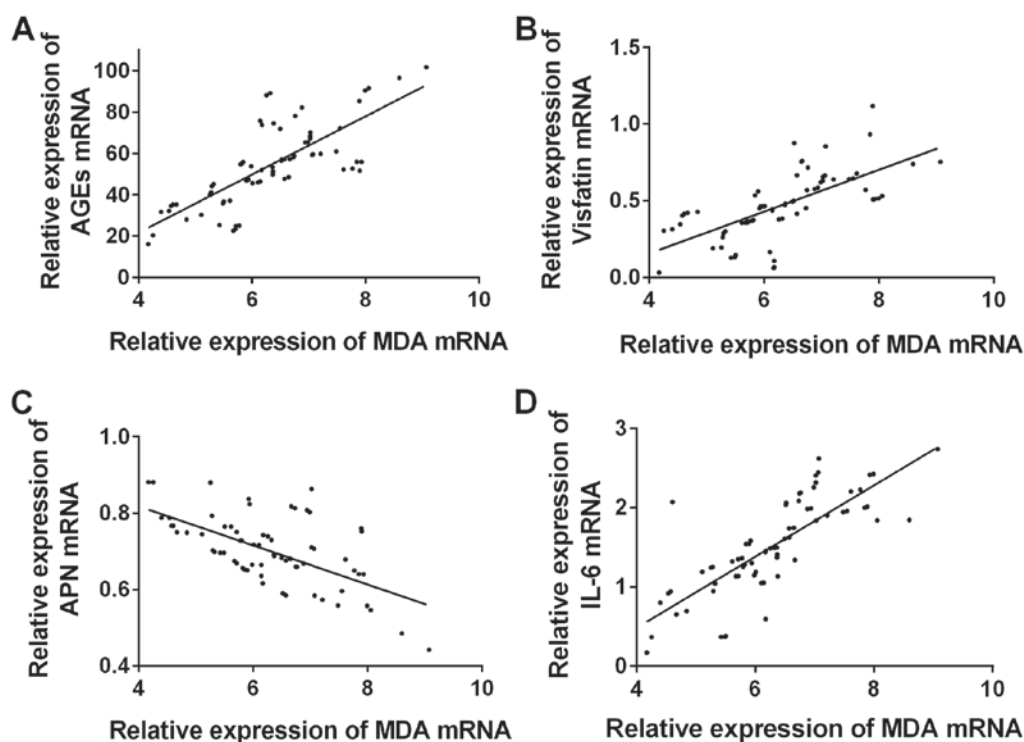 A
Relative expression of
AGEs mRNA
100
80
60
40
20
0
4 6 8 10
Relative expression of MDA mRNA
B
Relative expression of
Visfatin mRNA
1.5
1.0
0.5
0.0
4 6 8 10
Relative expression of MDA mRNA
C
Relative expression of
APN mRNA
1.0
0.8
0.6
0.4
4 6 8 10
Relative expression of MDA mRNA
D
Relative expression of
IL-6 mRNA
3
2
1
0
4 6 8 10
Relative expression of MDA mRNA